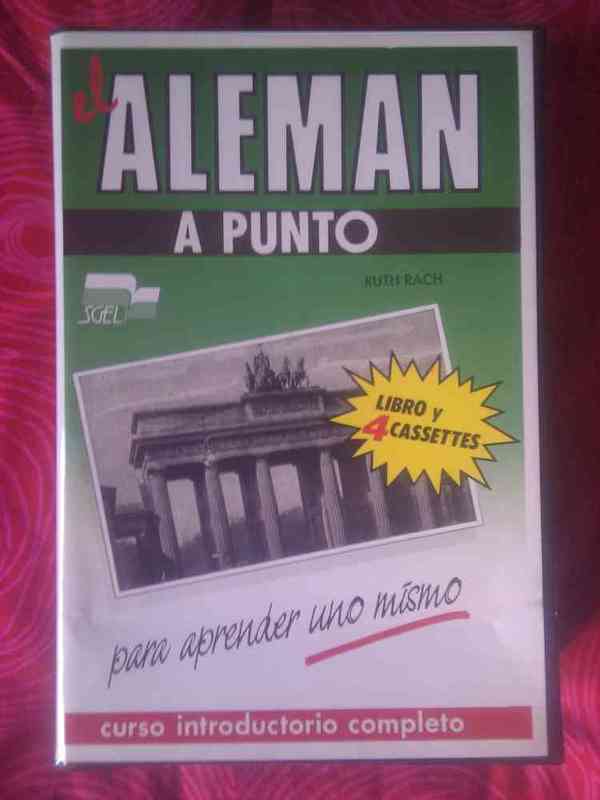 el
ALEMAN
A PUNTO
RUTH RACH
SGEL
LIBRO y
4 CASSETTES
para aprender uno mismo
curso introductorio completo